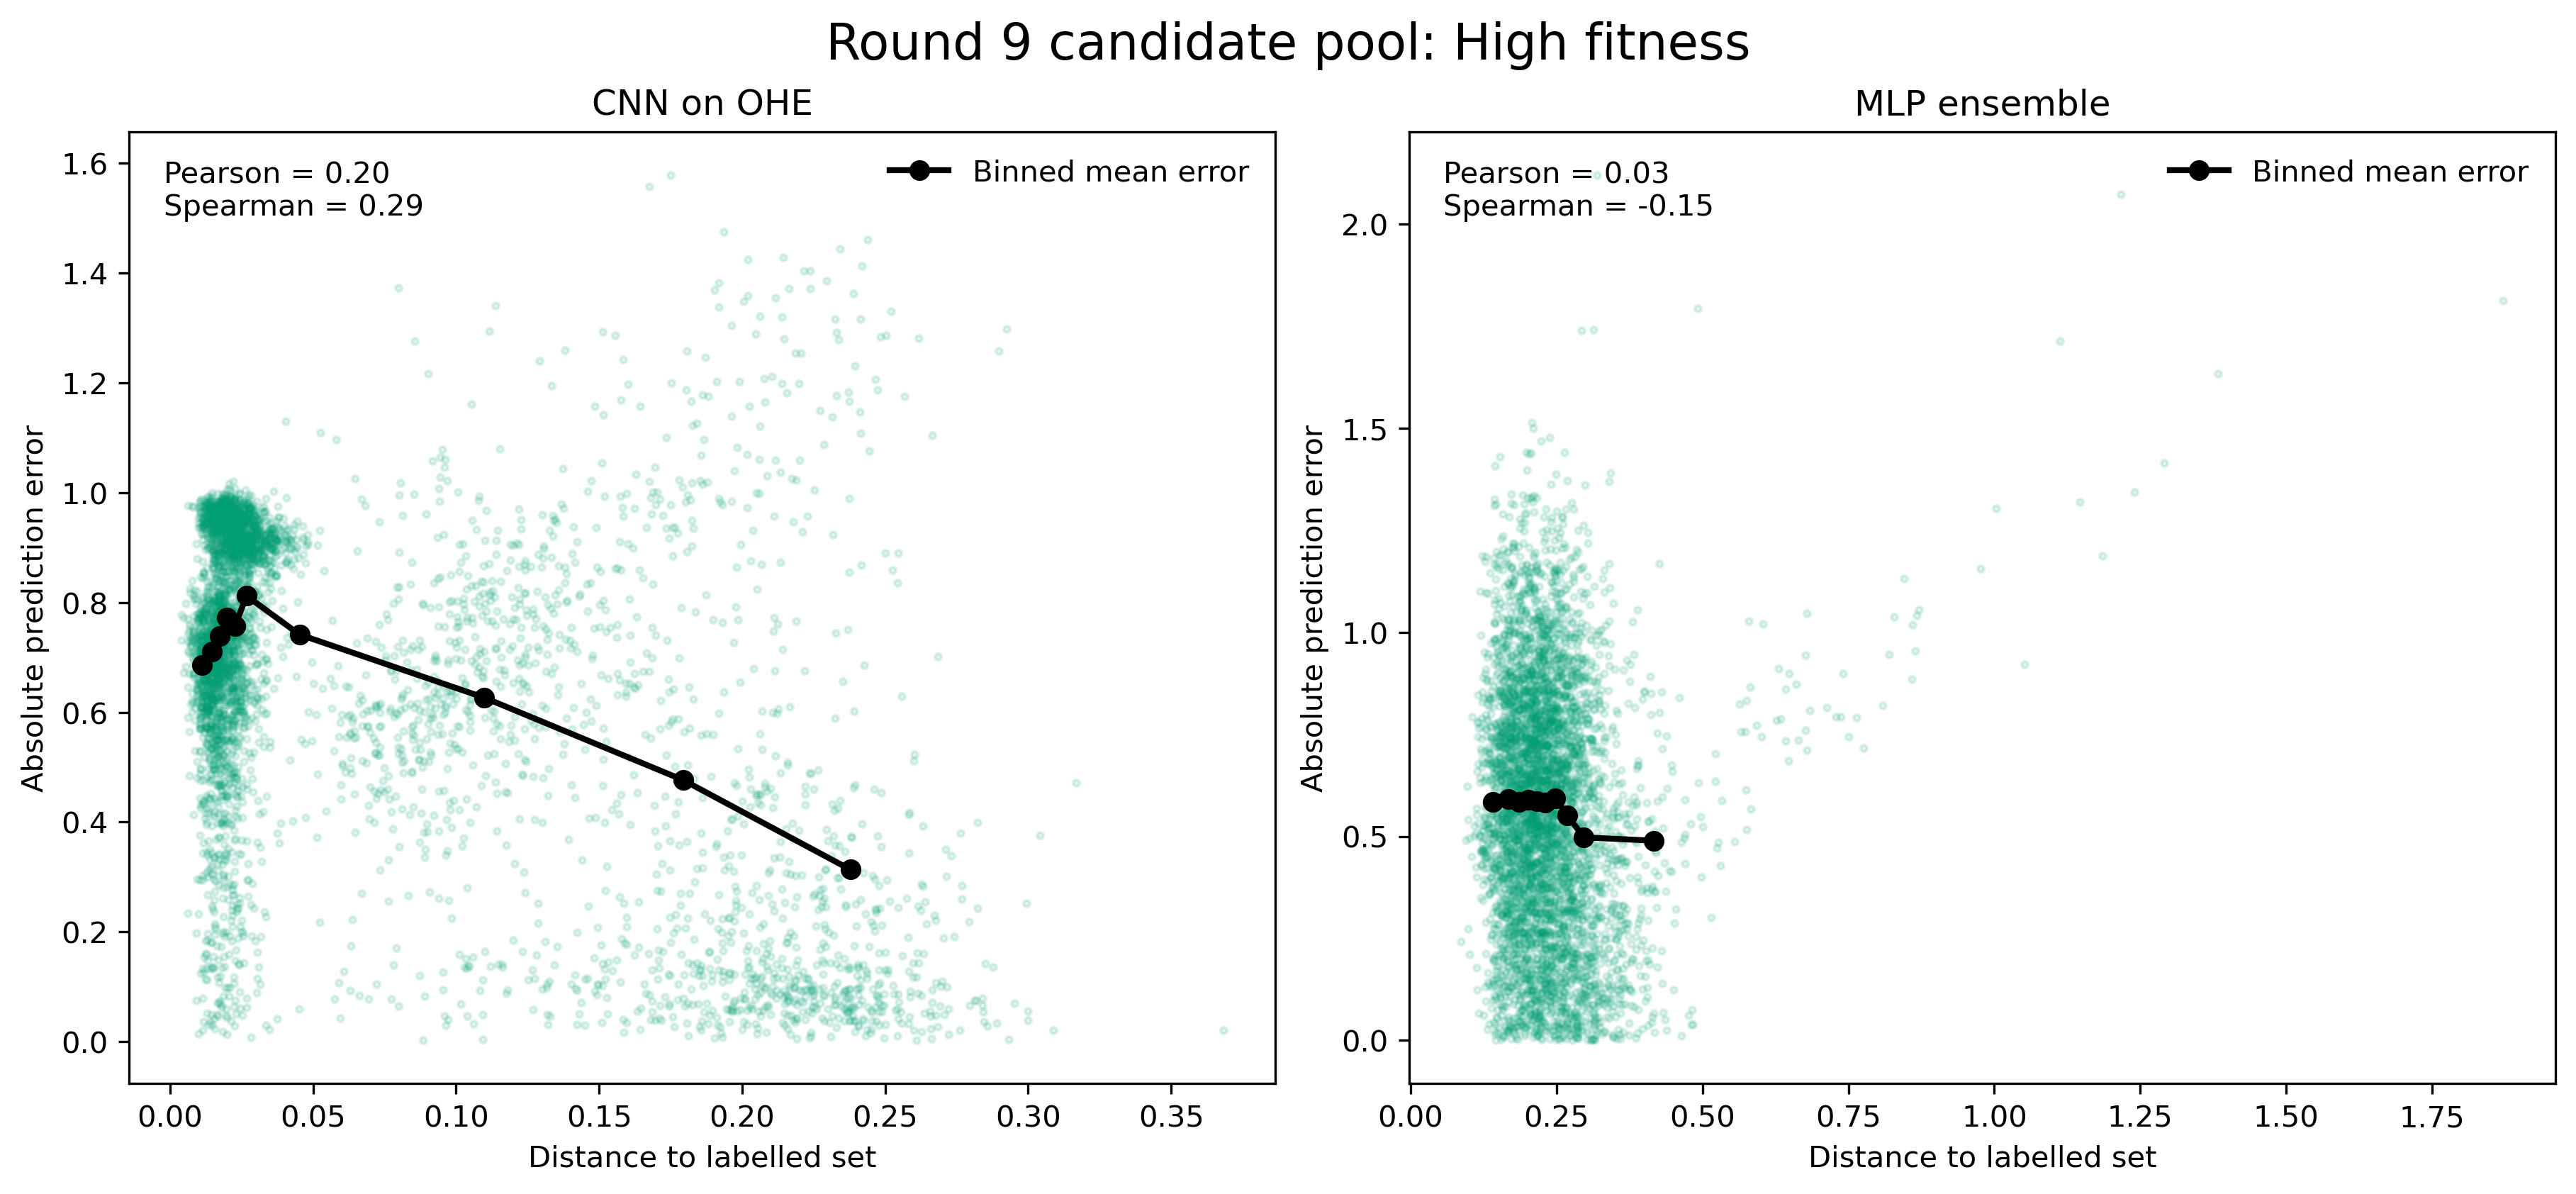 Round 9 candidate pool: High fitness
CNN on OHE
Pearson = 0.20
Spearman = 0.29
Binned mean error
Absolute prediction error
1.6
1.4
1.2
1.0
0.8
0.6
0.4
0.2
0.0
0.00 0.05 0.10 0.15 0.20 0.25 0.30 0.35
Distance to labelled set
MLP ensemble
Pearson = 0.03
Spearman = -0.15
Binned mean error
Absolute prediction error
2.0
1.5
1.0
0.5
0.0
0.00 0.25 0.50 0.75 1.00 1.25 1.50 1.75
Distance to labelled set